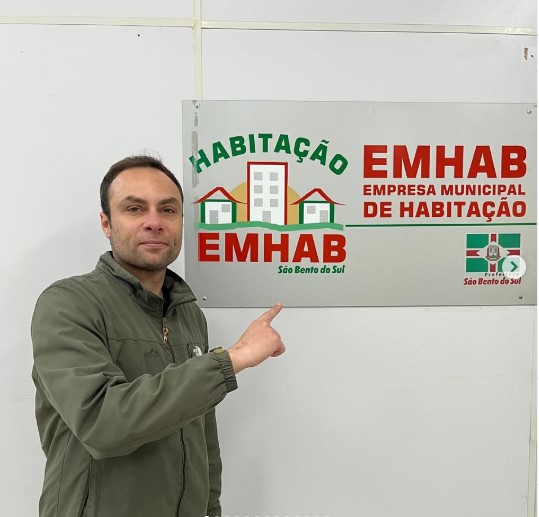 HABITAÇÃO
EMHAB
São Bento do Sul
EMHAB
EMPRESA MUNICIPAL
DE HABITAÇÃO
Prefeitura
São Bento do Sul